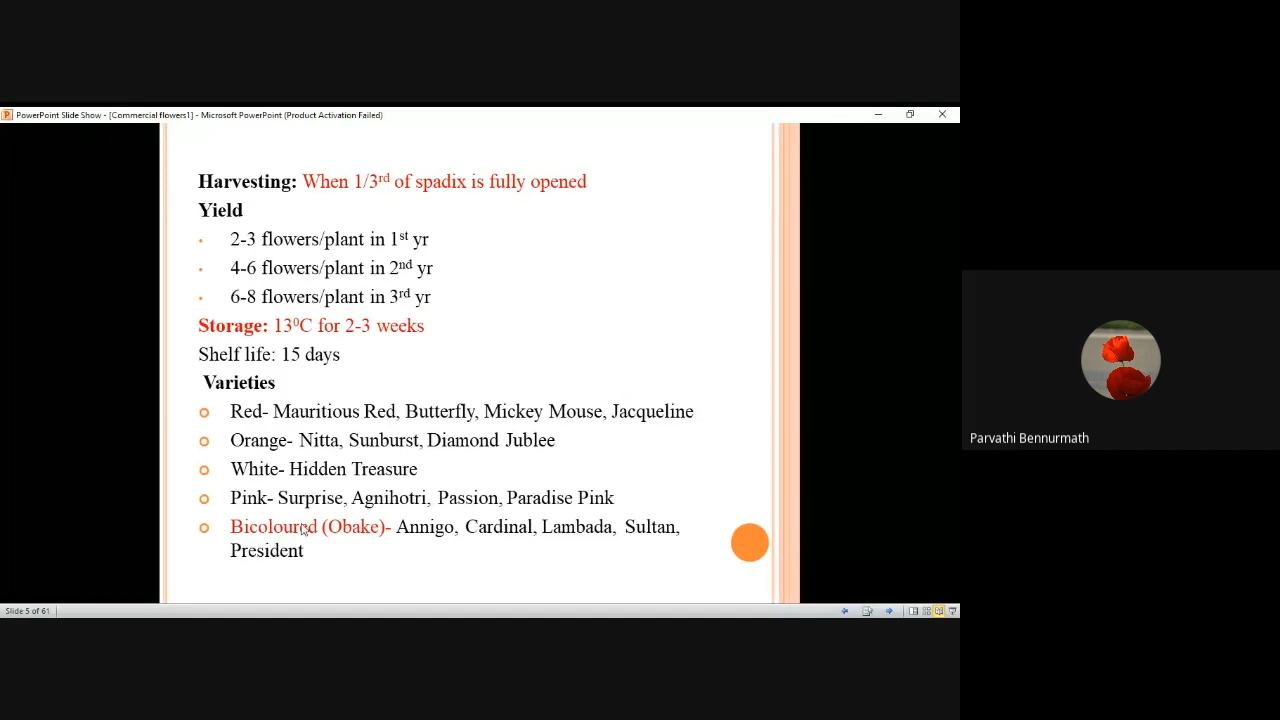 PowerPoint Slide Show - [Commercial flowers1] - Microsoft PowerPoint (Product Activation Failed)
Harvesting: When 1/3rd of spadix is fully opened
Yield
• 2-3 flowers/plant in 1st yr
• 4-6 flowers/plant in 2nd yr
• 6-8 flowers/plant in 3rd yr
Storage: 13⁰C for 2-3 weeks
Shelf life: 15 days
Varieties
Red- Mauritious Red, Butterfly, Mickey Mouse, Jacqueline
Orange- Nitta, Sunburst, Diamond Jublee
White- Hidden Treasure
Pink- Surprise, Agnihotri, Passion, Paradise Pink
Bicoloured (Obake)- Annigo, Cardinal, Lambada, Sultan,
President
Parvathi Bennurmath
Slide 5 of 61